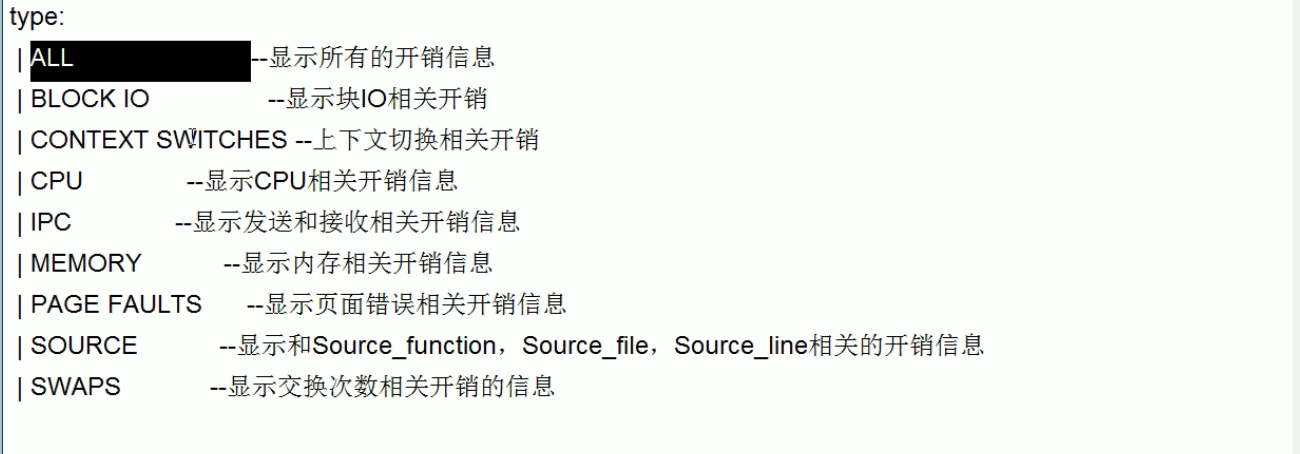 type:
| ALL --显示所有的开销信息
| BLOCK IO --显示块IO相关开销
| CONTEXT SWITCHES --上下文切换相关开销
| CPU --显示CPU相关开销信息
| IPC --显示发送和接收相关开销信息
| MEMORY --显示内存相关开销信息
| PAGE FAULTS --显示页面错误相关开销信息
| SOURCE --显示和Source_function，Source_file，Source_line相关的开销信息
| SWAPS --显示交换次数相关开销的信息